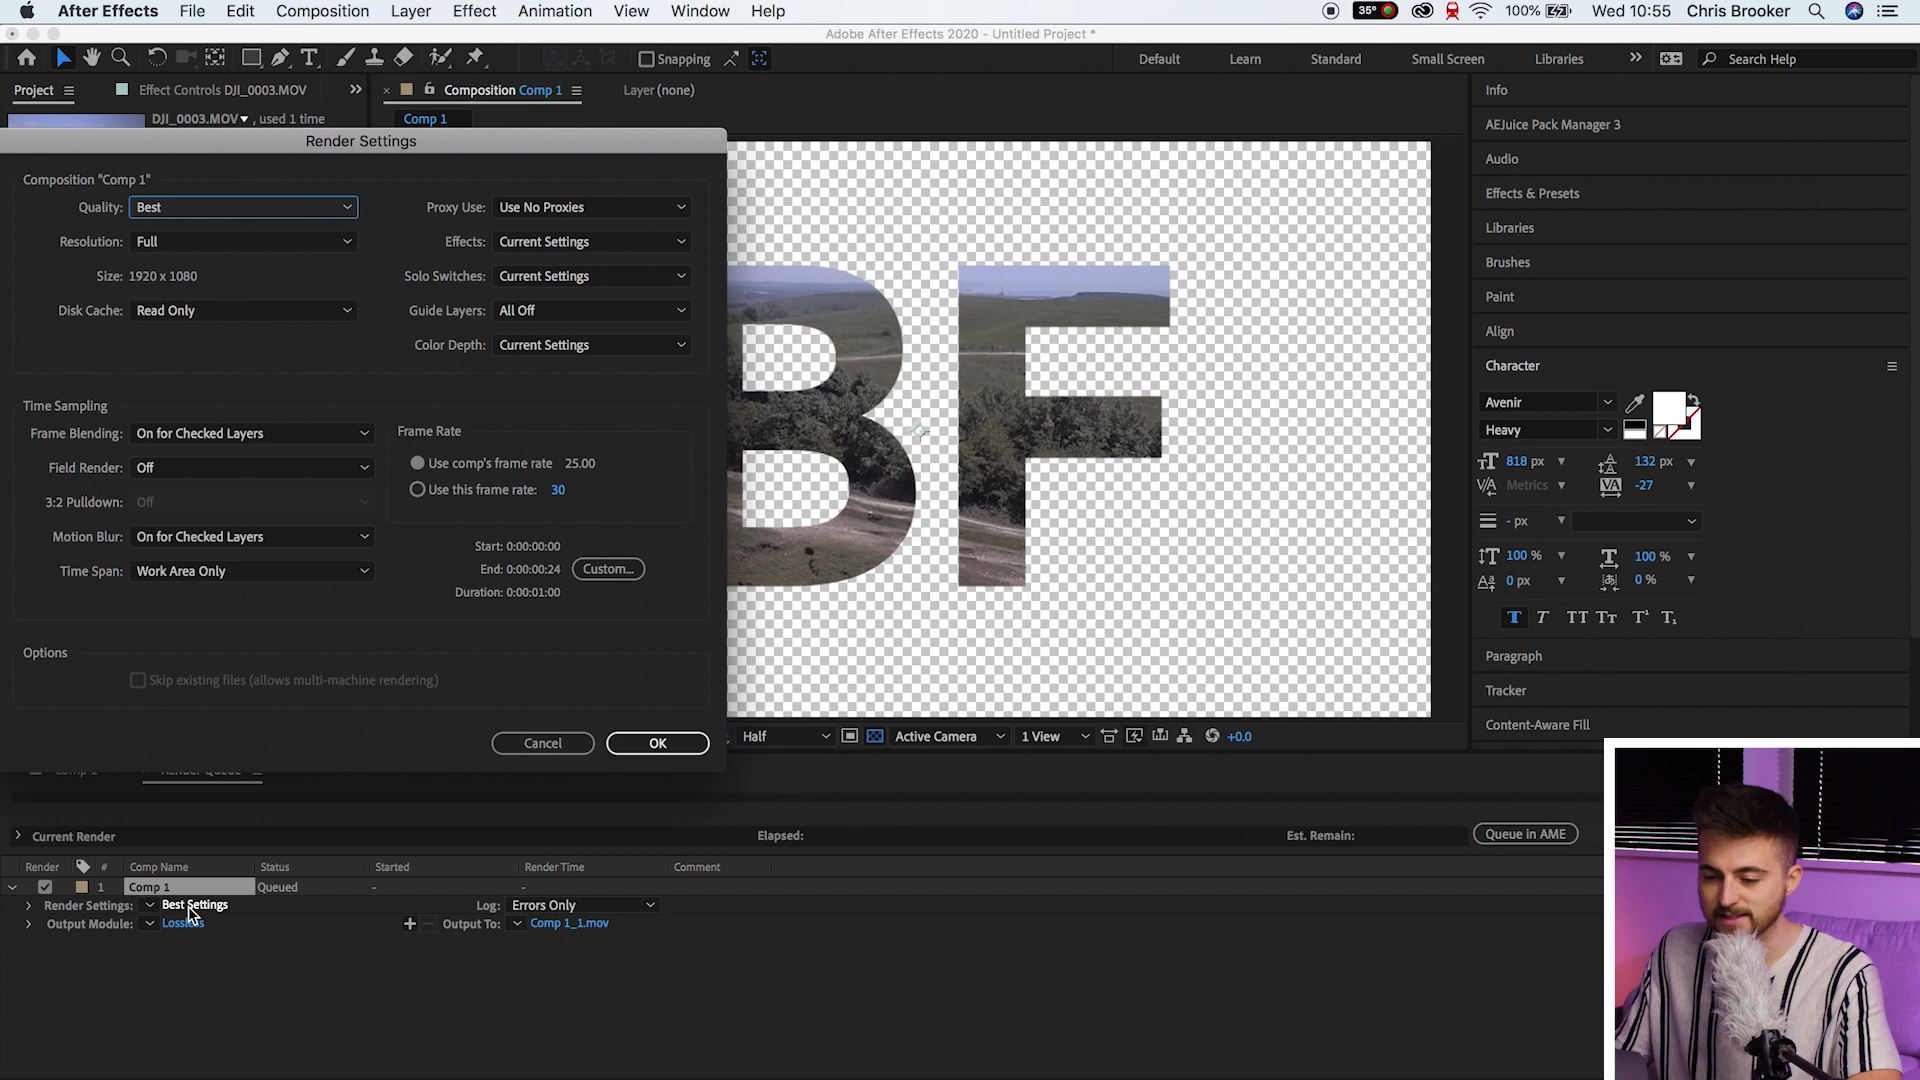 After Effects File Edit Composition Layer Effect Animation View Window Help 35° 100% Wed 10:55 Chris Brooker
Adobe After Effects 2020 - Untitled Project *
Snapping Default Learn Standard Small Screen Libraries Search Help
Project Effect Controls DJI_0003.MOV Composition Comp 1 Layer (none)
DJI_0003.MOV , used 1 time Comp 1
Render Settings
Composition "Comp 1"
Quality: Best Proxy Use: Use No Proxies
Resolution: Full Effects: Current Settings
Size: 1920 x 1080 Solo Switches: Current Settings
Disk Cache: Read Only Guide Layers: All Off
Color Depth: Current Settings
Time Sampling
Frame Blending: On for Checked Layers Frame Rate
Field Render: Off Use comp's frame rate 25.00
3:2 Pulldown: Off Use this frame rate: 30
Motion Blur: On for Checked Layers Start: 0:00:00:00
Time Span: Work Area Only End: 0:00:00:24 Custom...
Duration: 0:00:01:00
Options
Skip existing files (allows multi-machine rendering)
Cancel OK
BF
Half Active Camera 1 View +0.0
Info
AEJuice Pack Manager 3
Audio
Effects & Presets
Libraries
Brushes
Paint
Align
Character
Avenir
Heavy
818 px 132 px
Metrics -27
- px
100 % 100 %
0 px 0 %
T T TT Tт T¹ T₁
Paragraph
Tracker
Content-Aware Fill
Comp 1 Render Queue
Current Render Elapsed: Est. Remain: Queue in AME
Render # Comp Name Status Started Render Time Comment
1 Comp 1 Queued - -
Render Settings: Best Settings Log: Errors Only
Output Module: Lossless Output To: Comp 1_1.mov